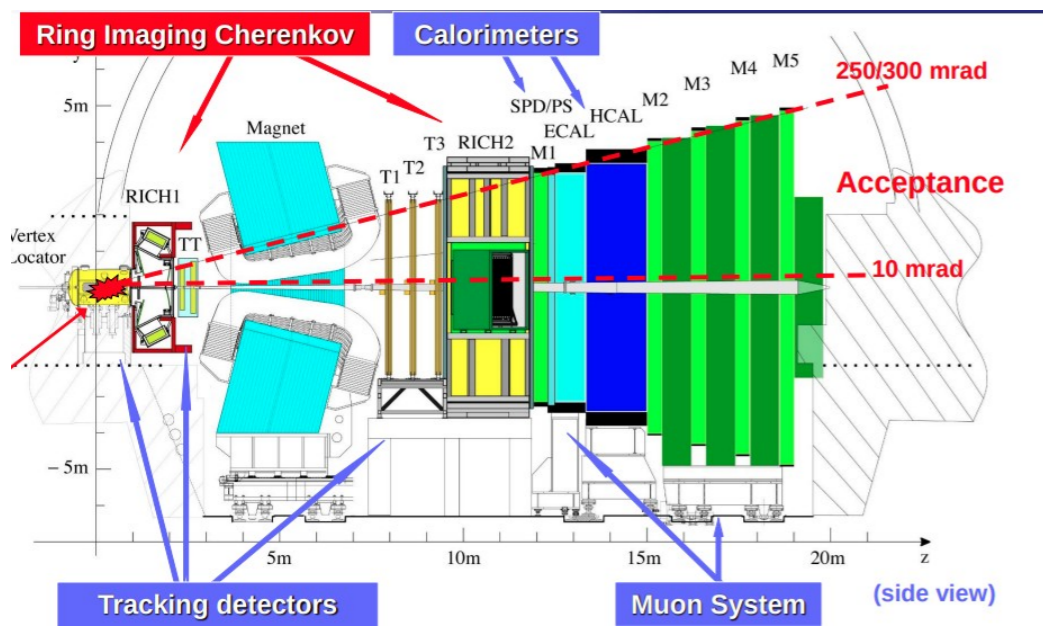 Ring Imaging Cherenkov
Calorimeters
y
250/300 mrad
5m
SPD/PS
ECAL
HCAL
M1
M2
M3
M4
M5
Magnet
T1
T2
T3
RICH2
RICH1
TT
Vertex
Locator
Acceptance
10 mrad
– 5m
5m
10m
15m
20m
z
Tracking detectors
Muon System
(side view)